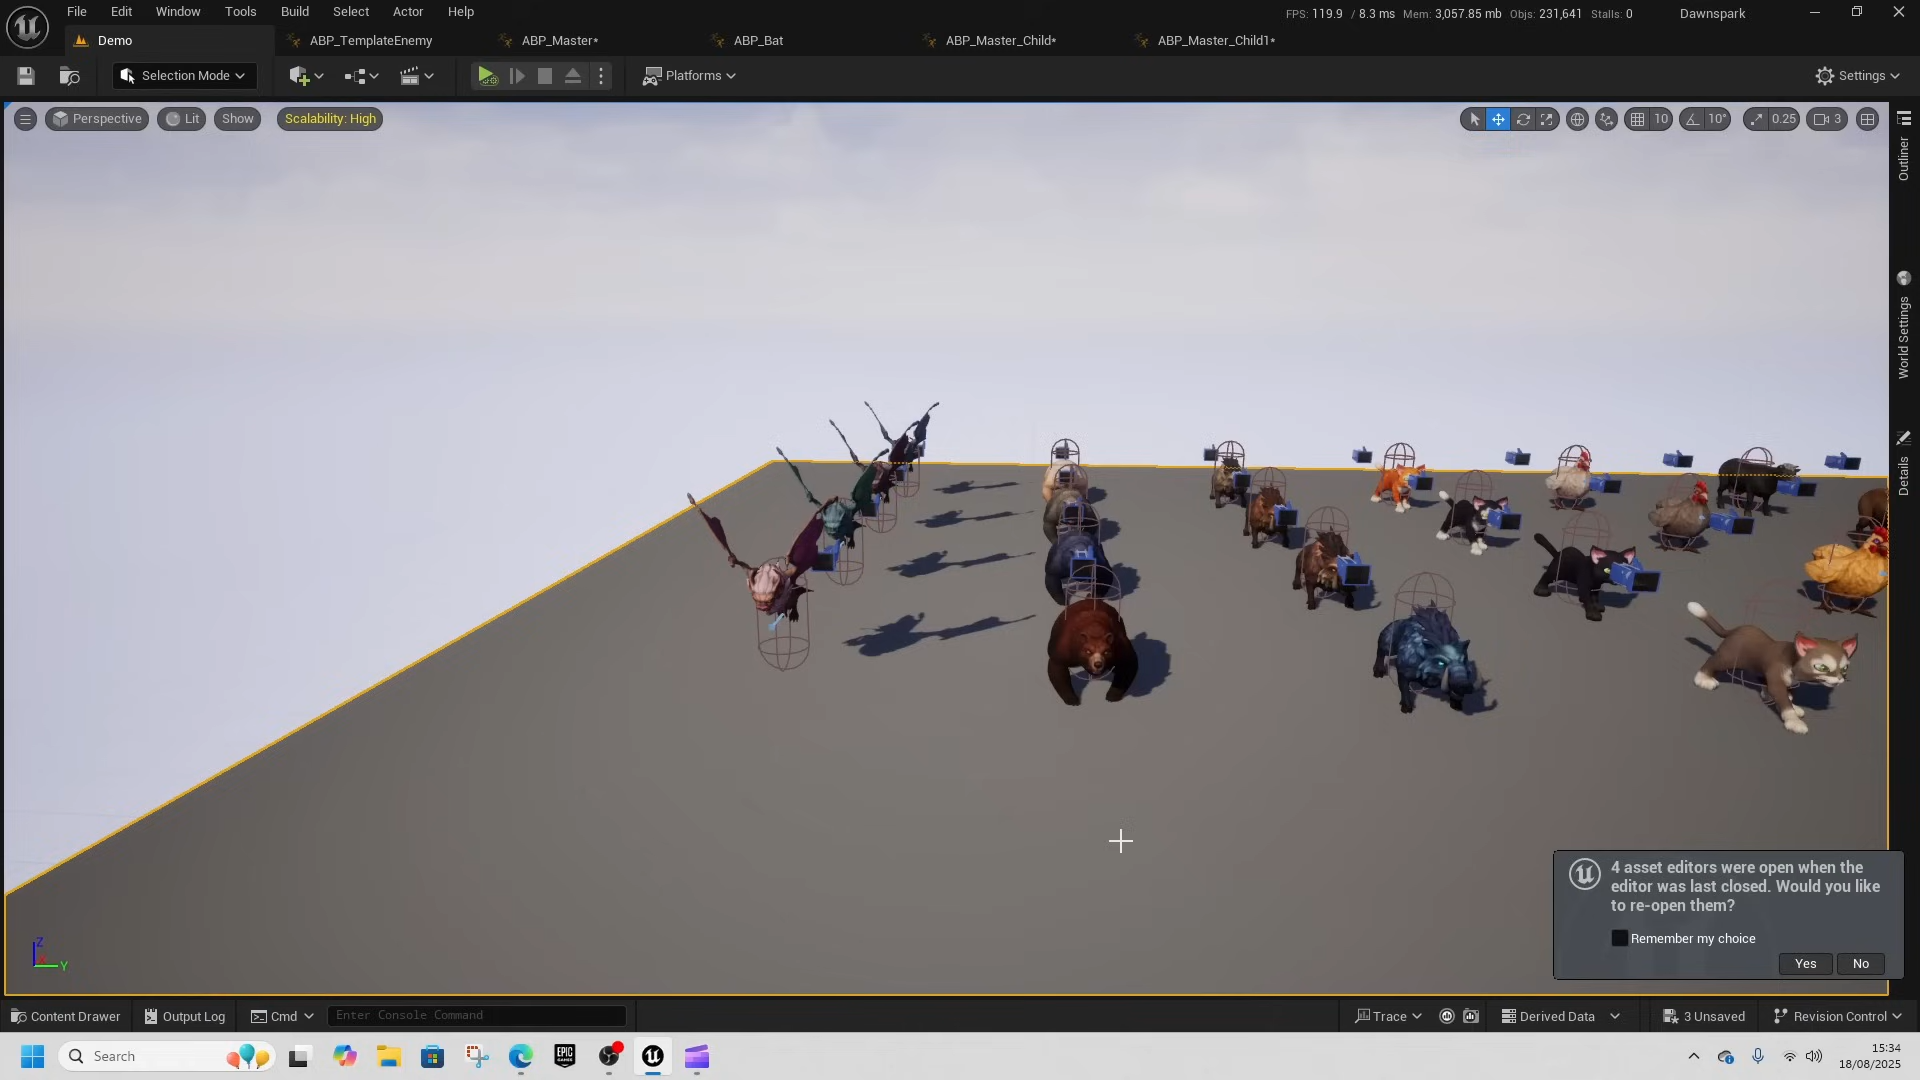 File Edit Window Tools Build Select Actor Help
FPS: 119.9 / 8.3 ms Mem: 3,057.85 mb Objs: 231,641 Stalls: 0 Dawnspark
Demo ABP_TemplateEnemy ABP_Master* ABP_Bat ABP_Master_Child* ABP_Master_Child1*
Selection Mode Platforms Settings
Perspective Lit Show Scalability: High 10 10° 0.25 3
Outliner
World Settings
Details
4 asset editors were open when the
editor was last closed. Would you like
to re-open them?
Remember my choice
Yes No
Z
Y
Content Drawer Output Log Cmd Enter Console Command Trace Derived Data 3 Unsaved Revision Control
Search
EPIC
GAMES
15:34
18/08/2025